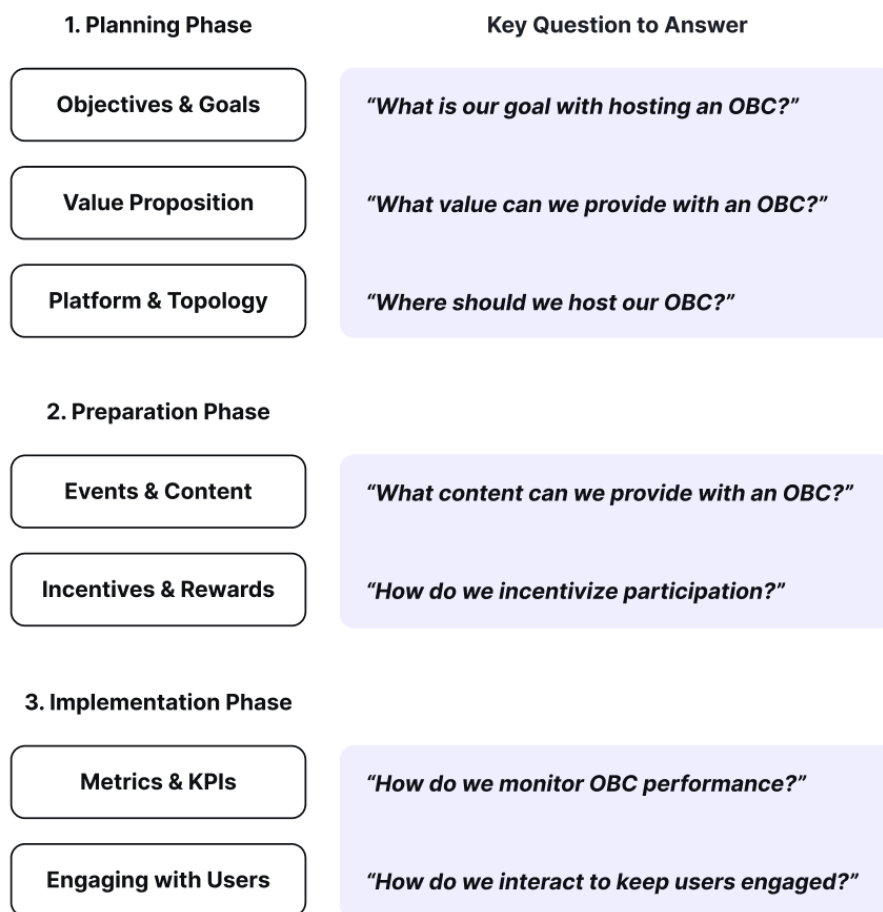 1. Planning Phase
Key Question to Answer
Objectives & Goals
“What is our goal with hosting an OBC?”
Value Proposition
“What value can we provide with an OBC?”
Platform & Topology
“Where should we host our OBC?”
2. Preparation Phase
Events & Content
“What content can we provide with an OBC?”
Incentives & Rewards
“How do we incentivize participation?”
3. Implementation Phase
Metrics & KPIs
“How do we monitor OBC performance?”
Engaging with Users
“How do we interact to keep users engaged?”